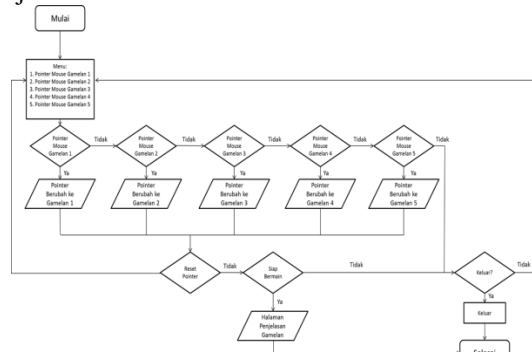 Mulai
Menu:
1. Pointer Mouse Gamelan 1
2. Pointer Mouse Gamelan 2
3. Pointer Mouse Gamelan 3
4. Pointer Mouse Gamelan 4
5. Pointer Mouse Gamelan 5
Pointer
Mouse
Gamelan 1
Tidak
Pointer
Mouse
Gamelan 2
Tidak
Pointer
Mouse
Gamelan 3
Tidak
Pointer
Mouse
Gamelan 4
Tidak
Pointer
Mouse
Gamelan 5
Tidak
Ya
Ya
Ya
Ya
Ya
Pointer
Berubah ke
Gamelan 1
Pointer
Berubah ke
Gamelan 2
Pointer
Berubah ke
Gamelan 3
Pointer
Berubah ke
Gamelan 4
Pointer
Berubah ke
Gamelan 5
Reset
Pointer
Tidak
Siap
Bermain
Tidak
Keluar?
Tidak
Ya
Ya
Halaman
Penjelasan
Gamelan
Keluar
Selesai